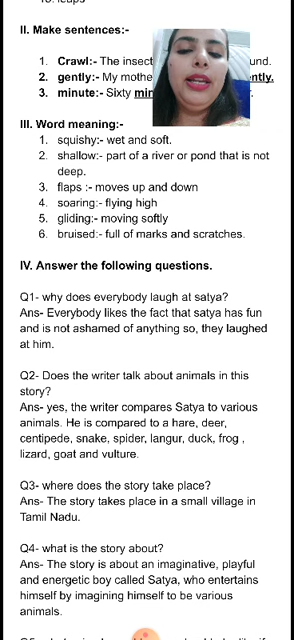 10. leaps
II. Make sentences:-
1. Crawl:- The insect und.
2. gently:- My mothe ntly.
3. minute:- Sixty min
III. Word meaning:-
1. squishy:- wet and soft.
2. shallow:- part of a river or pond that is not
deep.
3. flaps :- moves up and down
4. soaring:- flying high
5. gliding:- moving softly
6. bruised:- full of marks and scratches.
IV. Answer the following questions.
Q1- why does everybody laugh at satya?
Ans- Everybody likes the fact that satya has fun
and is not ashamed of anything so, they laughed
at him.
Q2- Does the writer talk about animals in this
story?
Ans- yes, the writer compares Satya to various
animals. He is compared to a hare, deer,
centipede, snake, spider, langur, duck, frog ,
lizard, goat and vulture.
Q3- where does the story take place?
Ans- The story takes place in a small village in
Tamil Nadu.
Q4- what is the story about?
Ans- The story is about an imaginative, playful
and energetic boy called Satya, who entertains
himself by imagining himself to be various
animals.